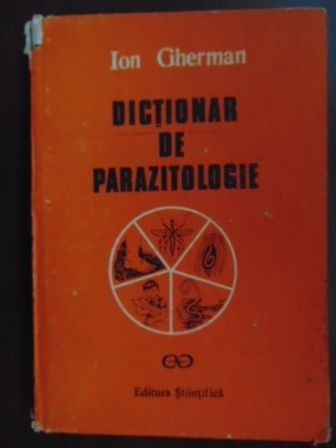 Ion Gherman
DICȚIONAR
DE
PARAZITOLOGIE
Editura Științifică